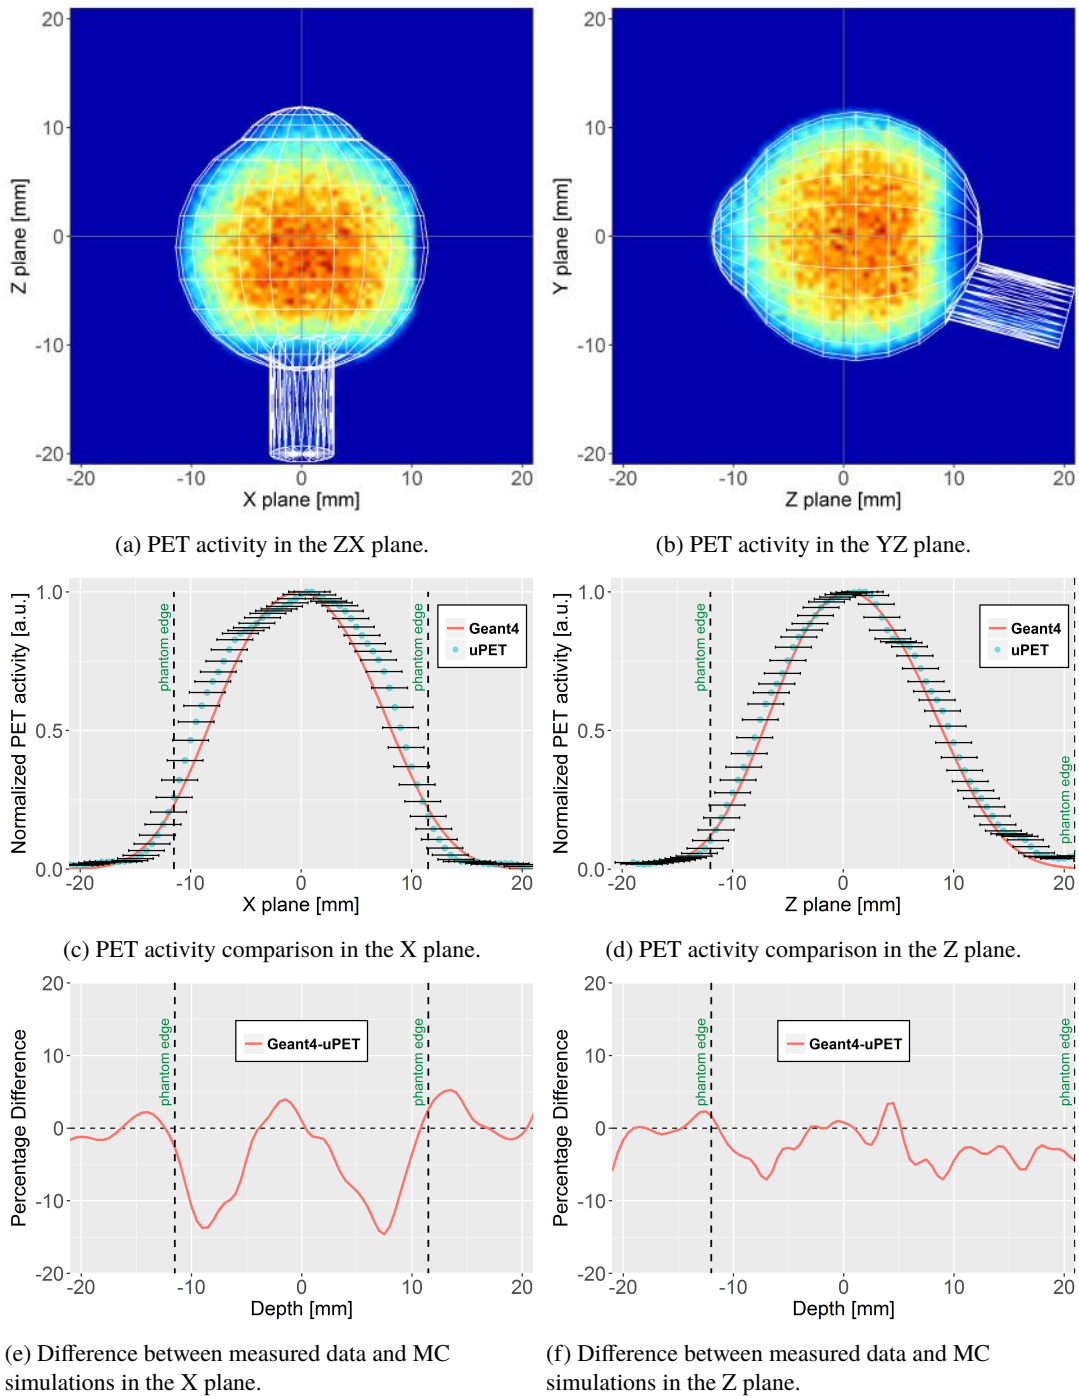 20
10
0
-10
-20
Z plane [mm]
-20 -10 0 10 20
X plane [mm]
(a) PET activity in the ZX plane.
20
10
0
-10
-20
Y plane [mm]
-20 -10 0 10 20
Z plane [mm]
(b) PET activity in the YZ plane.
1.0
0.5
0.0
Normalized PET activity [a.u.]
phantom edge
phantom edge
Geant4
uPET
-20 -10 0 10 20
X plane [mm]
(c) PET activity comparison in the X plane.
1.0
0.5
0.0
Normalized PET activity [a.u.]
phantom edge
phantom edge
Geant4
uPET
-20 -10 0 10 20
Z plane [mm]
(d) PET activity comparison in the Z plane.
20
10
0
-10
-20
Percentage Difference
phantom edge
phantom edge
Geant4-uPET
-20 -10 0 10 20
Depth [mm]
(e) Difference between measured data and MC
simulations in the X plane.
20
10
0
-10
-20
Percentage Difference
phantom edge
phantom edge
Geant4-uPET
-20 -10 0 10 20
Depth [mm]
(f) Difference between measured data and MC
simulations in the Z plane.